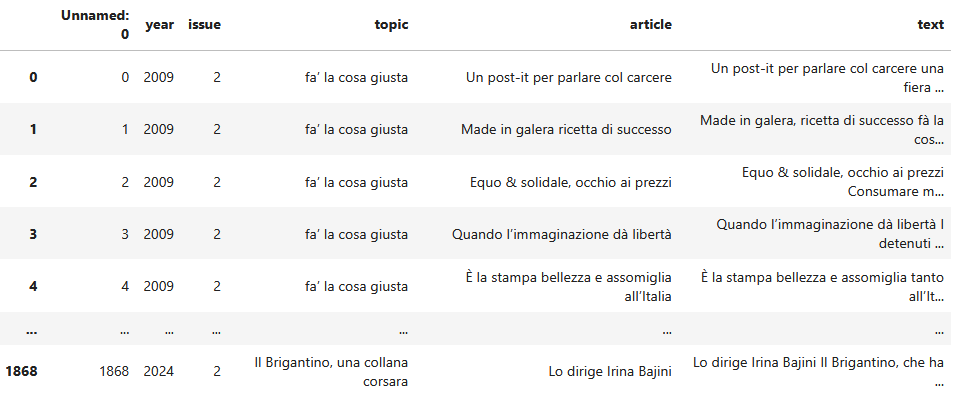 Unnamed: 0 year issue topic article text
0 0 2009 2 fa’ la cosa giusta Un post-it per parlare col carcere Un post-it per parlare col carcere una fiera ...
1 1 2009 2 fa’ la cosa giusta Made in galera ricetta di successo Made in galera, ricetta di successo fà la cos...
2 2 2009 2 fa’ la cosa giusta Equo & solidale, occhio ai prezzi Equo & solidale, occhio ai prezzi Consumare m...
3 3 2009 2 fa’ la cosa giusta Quando l’immaginazione dà libertà Quando l’immaginazione dà libertà I detenuti ...
4 4 2009 2 fa’ la cosa giusta È la stampa bellezza e assomiglia all’Italia È la stampa bellezza e assomiglia tanto all’It...
... ... ... ... ... ... ...
1868 1868 2024 2 Il Brigantino, una collana corsara Lo dirige Irina Bajini Lo dirige Irina Bajini Il Brigantino, che ha ...